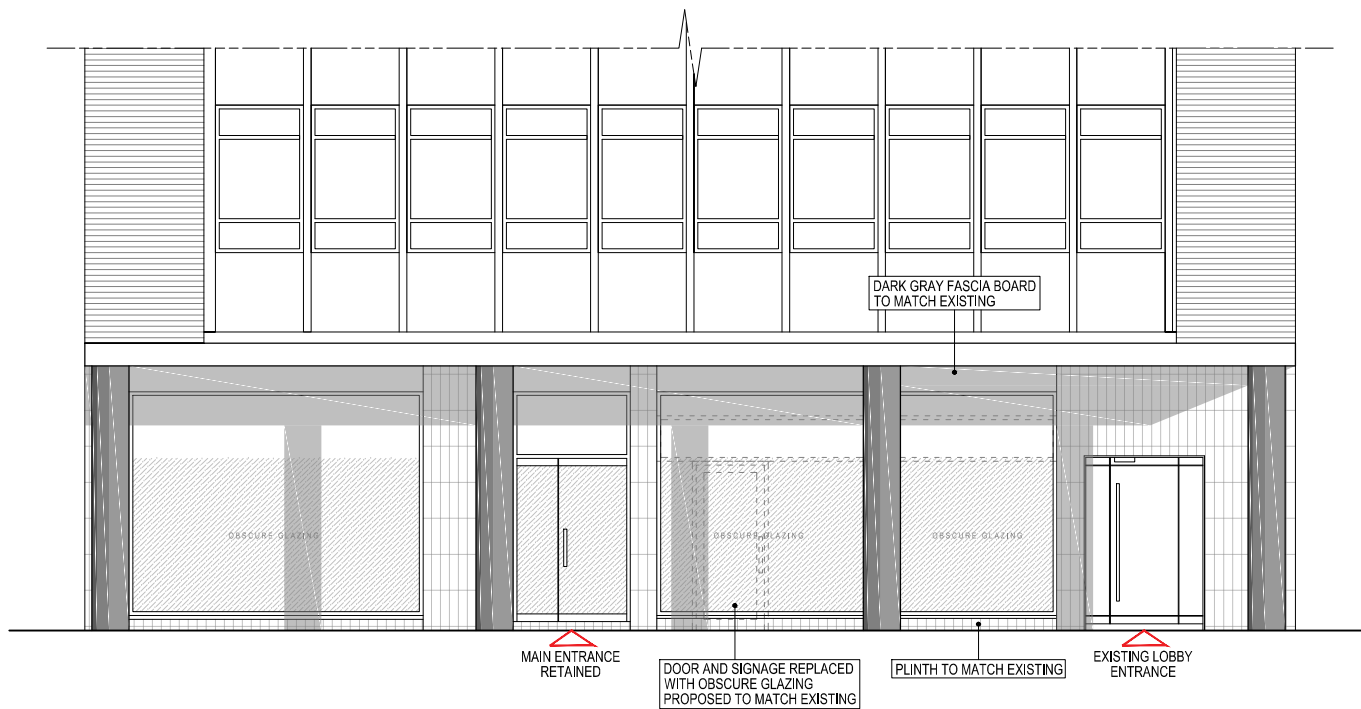 DARK GRAY FASCIA BOARD
TO MATCH EXISTING
OBSCURE GLAZING
OBSCURE GLAZING
OBSCURE GLAZING
MAIN ENTRANCE
RETAINED
DOOR AND SIGNAGE REPLACED
WITH OBSCURE GLAZING
PROPOSED TO MATCH EXISTING
PLINTH TO MATCH EXISTING
EXISTING LOBBY
ENTRANCE